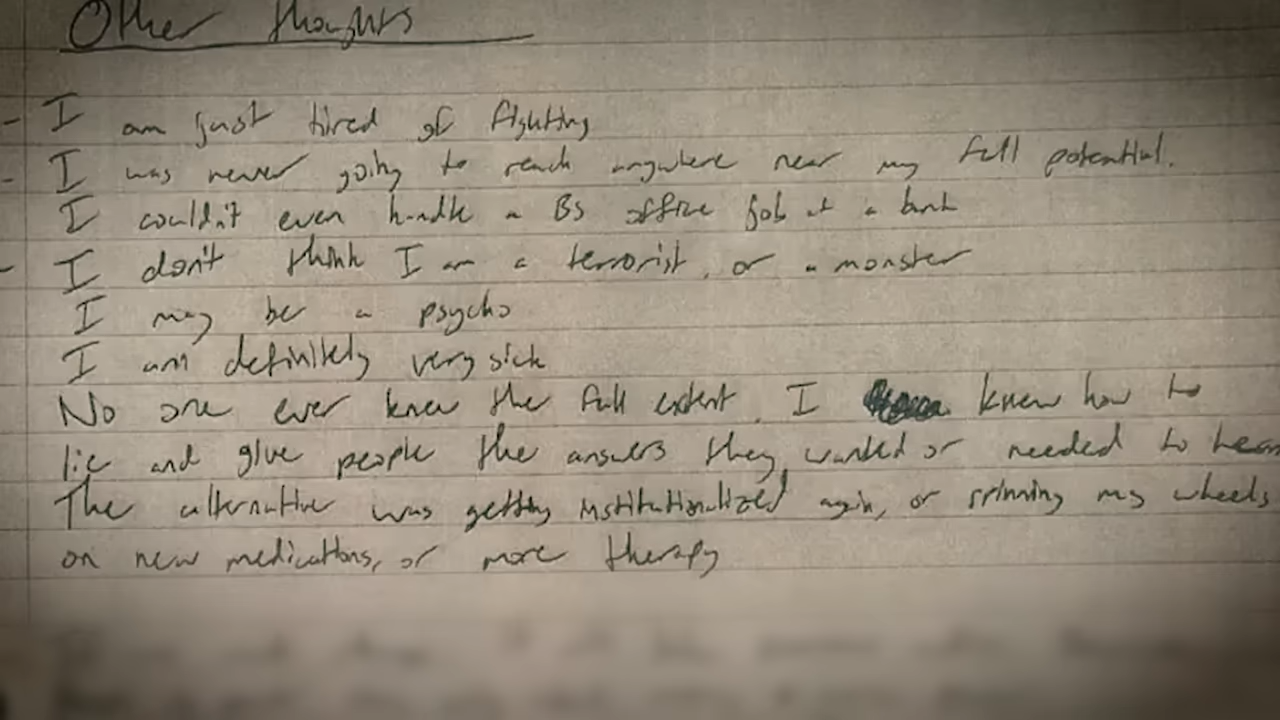 Other thoughts
- I am just tired of fighting
- I was never going to reach anywhere near my full potential.
I couldn't even handle a BS office job at a bank
- I don't think I am a terrorist, or a monster
I may be a psycho
I am definitely very sick
No one ever knew the full extent. I knew how to
lie and give people the answers they wanted or needed to hear
The alternative was getting institutionalized again, or spinning my wheels
on new medications, or more therapy